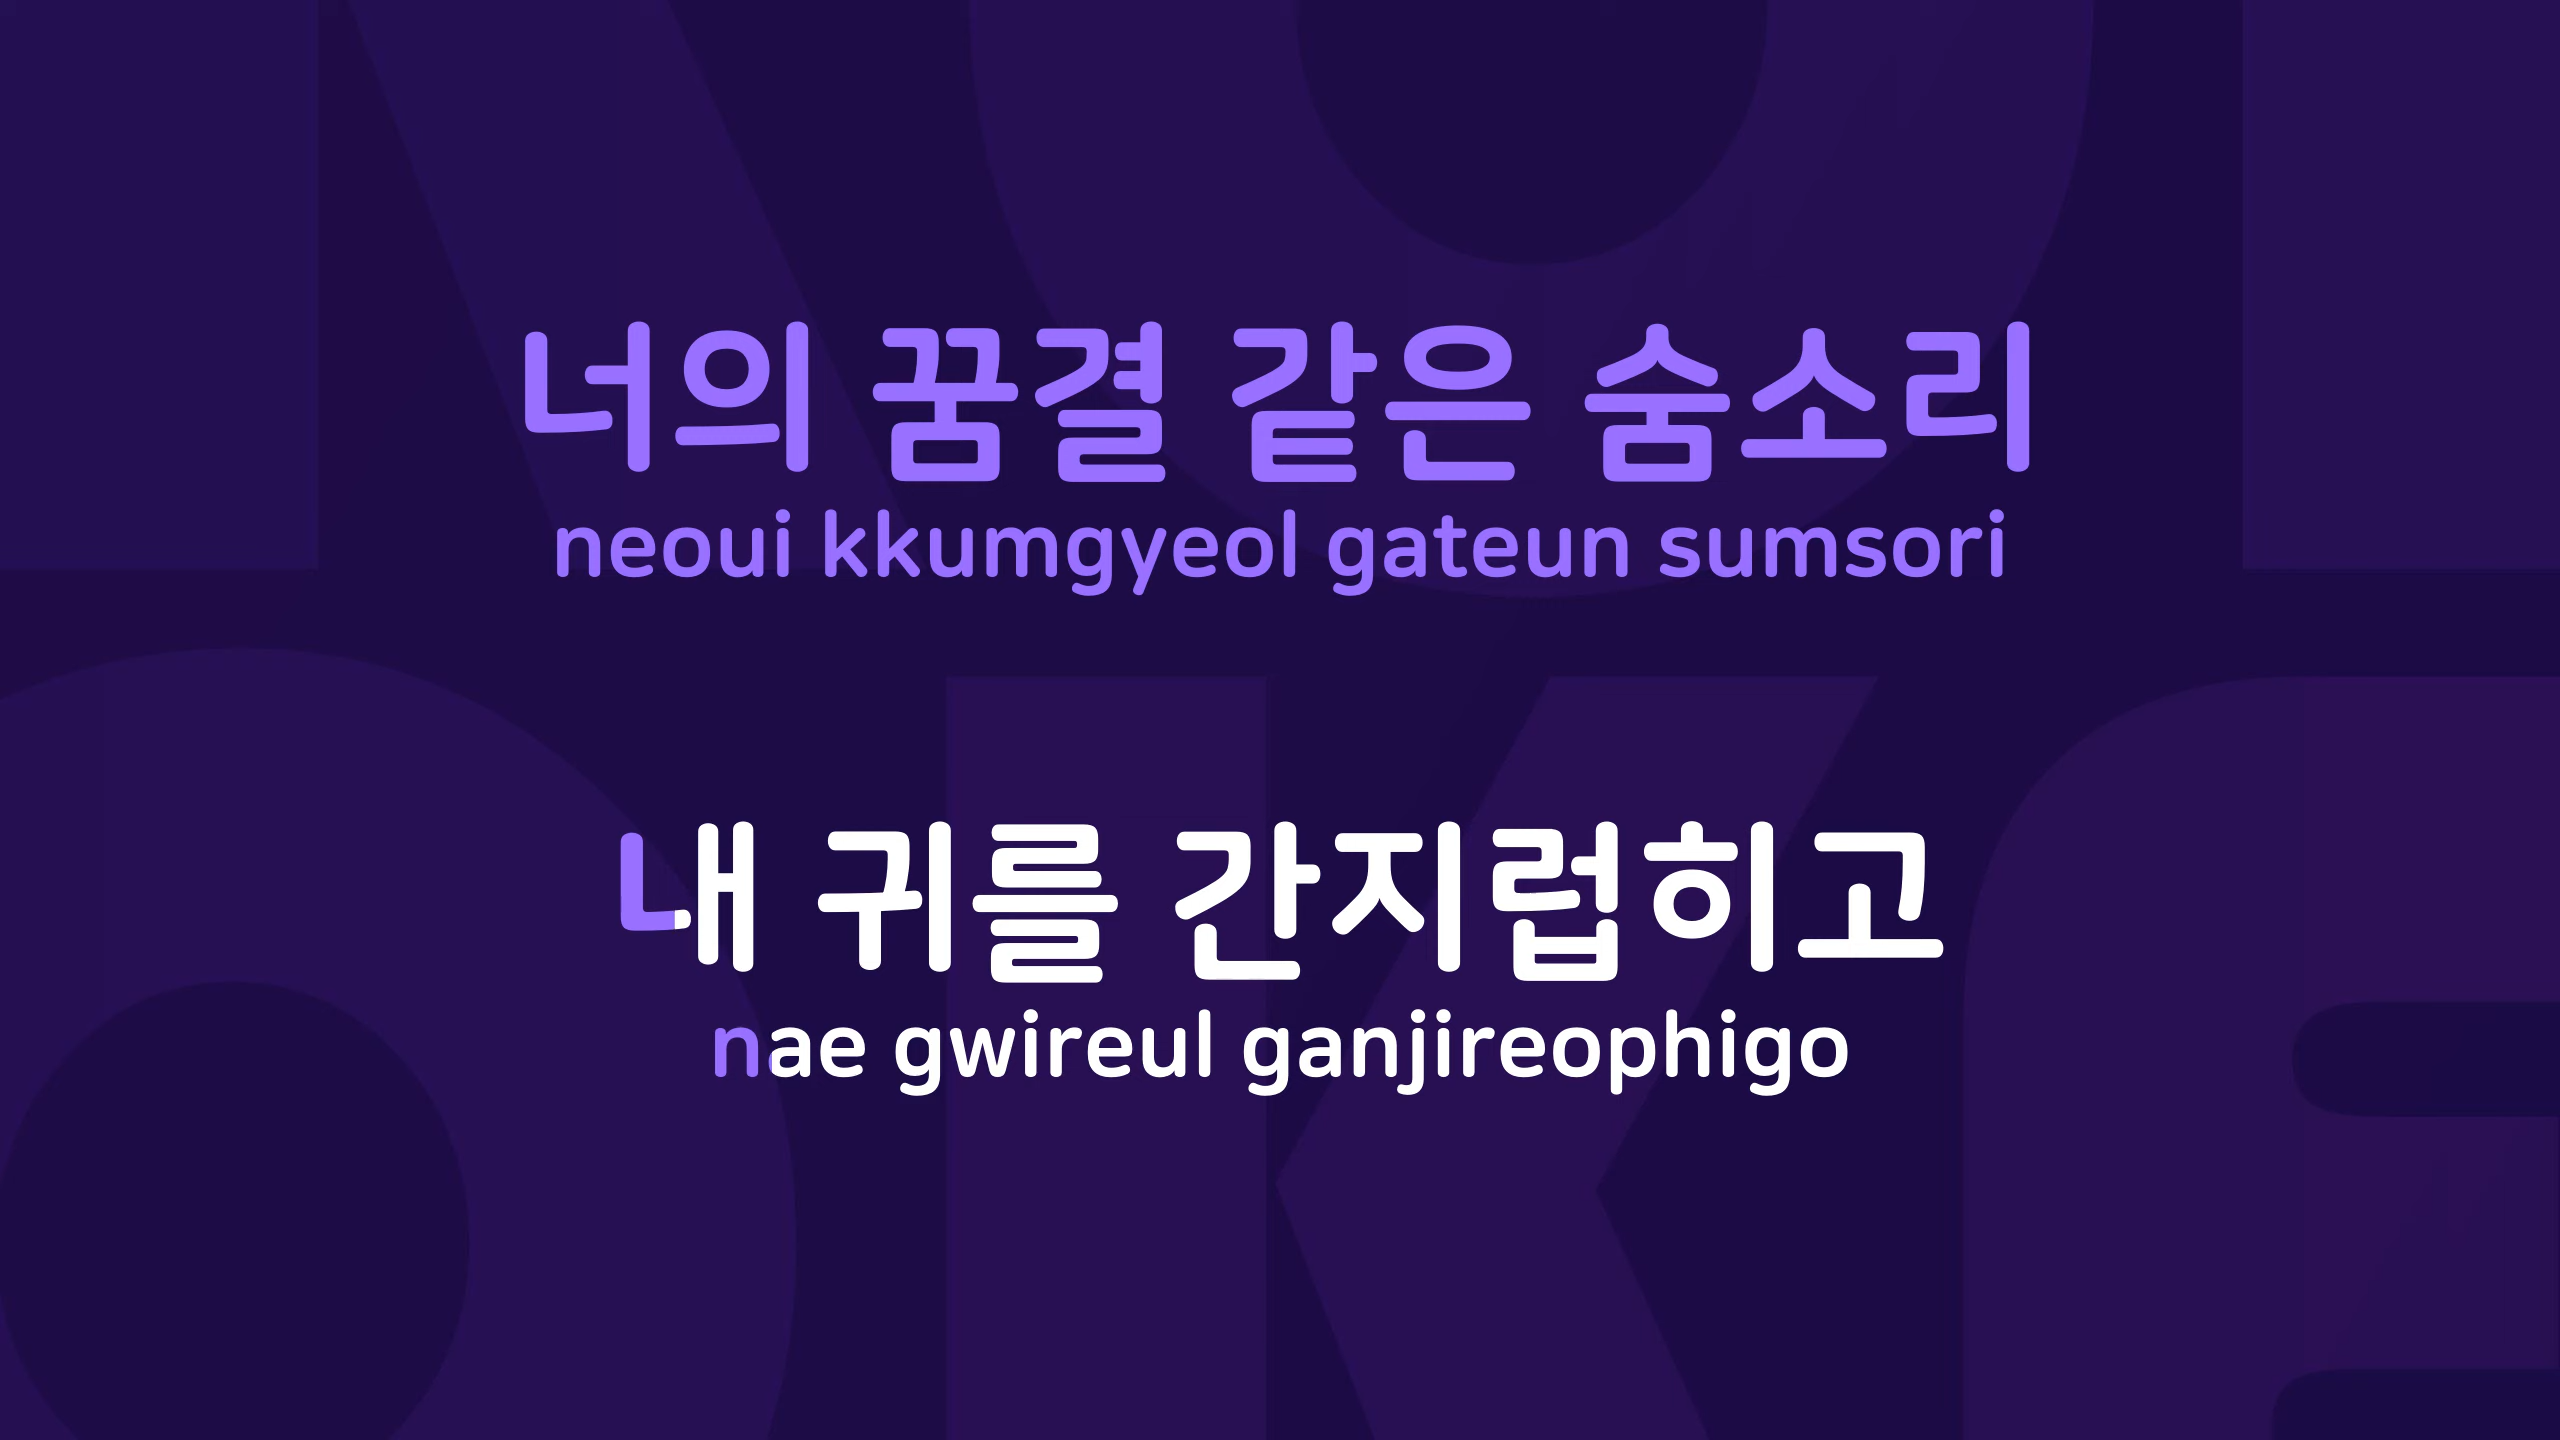 너의 꿈결 같은 숨소리
neoui kkumgyeol gateun sumsori
내 귀를 간지럽히고
nae gwireul ganjireophigo